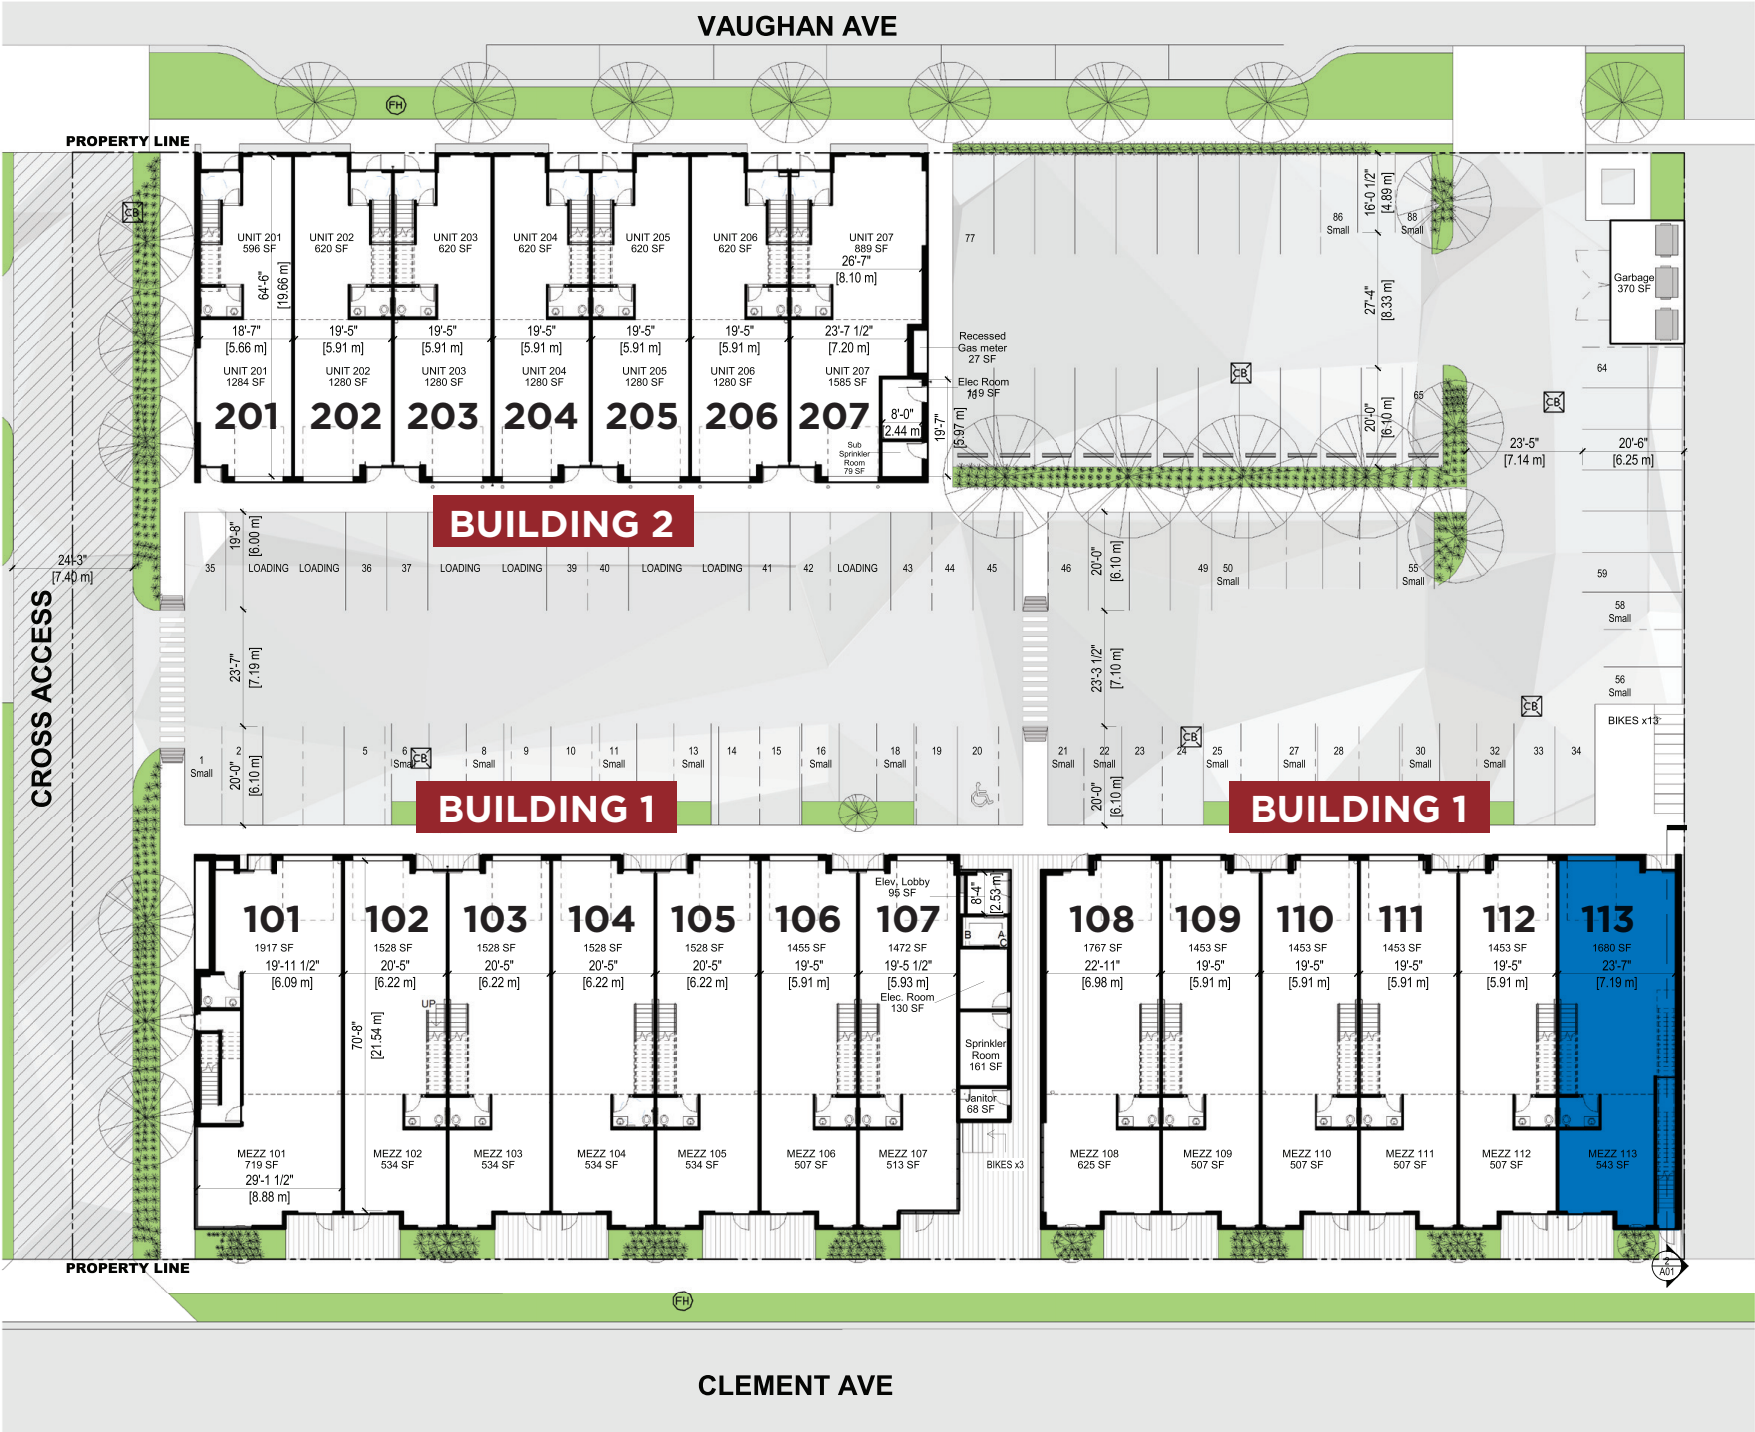 VAUGHAN AVE
FH
PROPERTY LINE
CB
UNIT 201
596 SF
UNIT 202
620 SF
UNIT 203
620 SF
UNIT 204
620 SF
UNIT 205
620 SF
UNIT 206
620 SF
UNIT 207
889 SF
26'-7"
[8.10 m]
64'-6"
[19.66 m]
18'-7"
[5.66 m]
19'-5"
[5.91 m]
19'-5"
[5.91 m]
19'-5"
[5.91 m]
19'-5"
[5.91 m]
19'-5"
[5.91 m]
23'-7 1/2"
[7.20 m]
UNIT 201
1284 SF
UNIT 202
1280 SF
UNIT 203
1280 SF
UNIT 204
1280 SF
UNIT 205
1280 SF
UNIT 206
1280 SF
UNIT 207
1585 SF
201
202
203
204
205
206
207
Recessed
Gas meter
27 SF
Elec Room
119 SF
76
8'-0"
[2.44 m]
19'-7"
[5.97 m]
Sub
Sprinkler
Room
79 SF
77
86
Small
88
Small
16'-0 1/2"
[4.89 m]
27'-4"
[8.33 m]
20'-0"
[6.10 m]
65
CB
CB
Garbage
370 SF
64
23'-5"
[7.14 m]
20'-6"
[6.25 m]
59
58
Small
56
Small
BIKES x13
BUILDING 2
19'-8"
[6.00 m]
35
LOADING
LOADING
36
37
LOADING
LOADING
39
40
LOADING
LOADING
41
42
LOADING
43
44
45
46
20'-0"
[6.10 m]
49
50
Small
55
Small
24'-3"
[7.40 m]
CROSS ACCESS
23'-7"
[7.19 m]
23'-3 1/2"
[7.10 m]
CB
CB
CB
1
Small
2
20'-0"
[6.10 m]
5
6
Small
8
Small
9
10
11
Small
13
Small
14
15
16
Small
18
Small
19
20
21
Small
22
Small
20'-0"
[6.10 m]
23
24
25
Small
27
Small
28
30
Small
32
Small
33
34
BUILDING 1
BUILDING 1
101
1917 SF
19'-11 1/2"
[6.09 m]
102
1528 SF
20'-5"
[6.22 m]
103
1528 SF
20'-5"
[6.22 m]
104
1528 SF
20'-5"
[6.22 m]
105
1528 SF
20'-5"
[6.22 m]
106
1455 SF
19'-5"
[5.91 m]
107
1472 SF
19'-5 1/2"
[5.93 m]
Elev. Lobby
95 SF
8'-4"
[2.53 m]
B
A
C
Elec. Room
130 SF
Sprinkler
Room
161 SF
Janitor
68 SF
BIKES x3
108
1767 SF
22'-11"
[6.98 m]
109
1453 SF
19'-5"
[5.91 m]
110
1453 SF
19'-5"
[5.91 m]
111
1453 SF
19'-5"
[5.91 m]
112
1453 SF
19'-5"
[5.91 m]
113
1680 SF
23'-7"
[7.19 m]
UP
70'-8"
[21.54 m]
MEZZ 101
719 SF
29'-1 1/2"
[8.88 m]
MEZZ 102
534 SF
MEZZ 103
534 SF
MEZZ 104
534 SF
MEZZ 105
534 SF
MEZZ 106
507 SF
MEZZ 107
513 SF
MEZZ 108
625 SF
MEZZ 109
507 SF
MEZZ 110
507 SF
MEZZ 111
507 SF
MEZZ 112
507 SF
MEZZ 113
543 SF
PROPERTY LINE
2
A01
FH
CLEMENT AVE